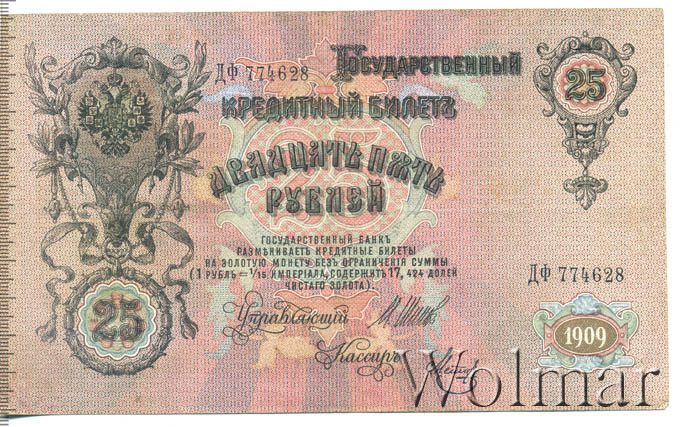 ДФ 774628
Государственный
Кредитный Билетъ
Двадцать пять
рублей
25
25
ГОСУДАРСТВЕННЫЙ БАНКЪ
РАЗМѢНИВАЕТЪ КРЕДИТНЫЕ БИЛЕТЫ
НА ЗОЛОТУЮ МОНЕТУ БЕЗЪ ОГРАНИЧЕНІЯ СУММЫ
(1 РУБЛЬ = 1/15 ИМПЕРІАЛА, СОДЕРЖИТЪ 17,424 ДОЛЕЙ
ЧИСТАГО ЗОЛОТА).
ДФ 774628
25
Управляющій
1909
Кассиръ
Wolmar